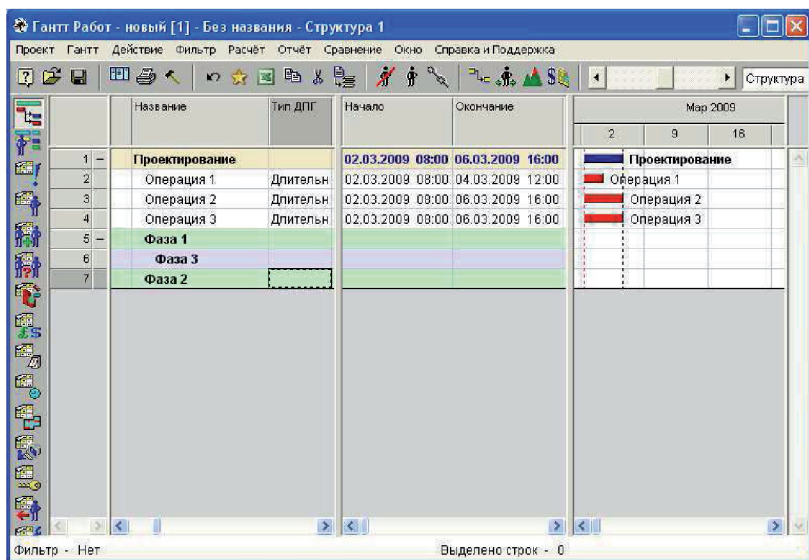 Гантт Работ - новый [1] - Без названия - Структура 1
Проект Гантт Действие Фильтр Расчёт Отчёт Сравнение Окно Справка и Поддержка
Структура
Название Тип ДПГ Начало Окончание Мар 2009
2 9 16
1 Проектирование 02.03.2009 08:00 06.03.2009 16:00 Проектирование
2 Операция 1 Длительн 02.03.2009 08:00 04.03.2009 12:00 Операция 1
3 Операция 2 Длительн 02.03.2009 08:00 06.03.2009 16:00 Операция 2
4 Операция 3 Длительн 02.03.2009 08:00 06.03.2009 16:00 Операция 3
5 Фаза 1
6 Фаза 3
7 Фаза 2
Фильтр - Нет Выделено строк - 0